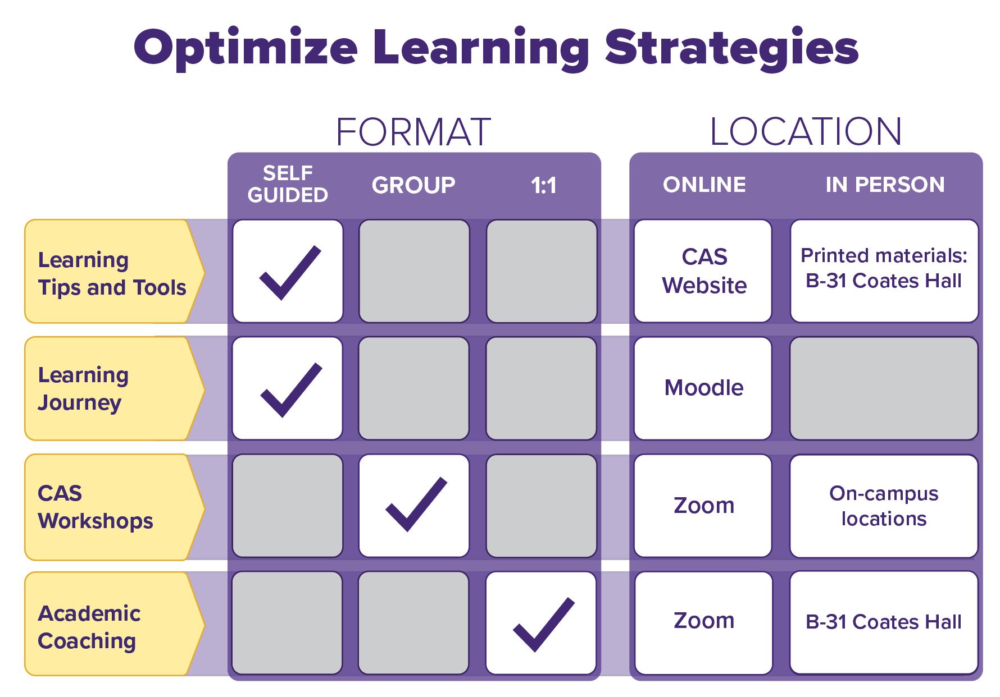 Optimize Learning Strategies
FORMAT
LOCATION
SELF
GUIDED
GROUP
1:1
ONLINE
IN PERSON
Learning
Tips and Tools
CAS
Website
Printed materials:
B-31 Coates Hall
Learning
Journey
Moodle
CAS
Workshops
Zoom
On-campus
locations
Academic
Coaching
Zoom
B-31 Coates Hall